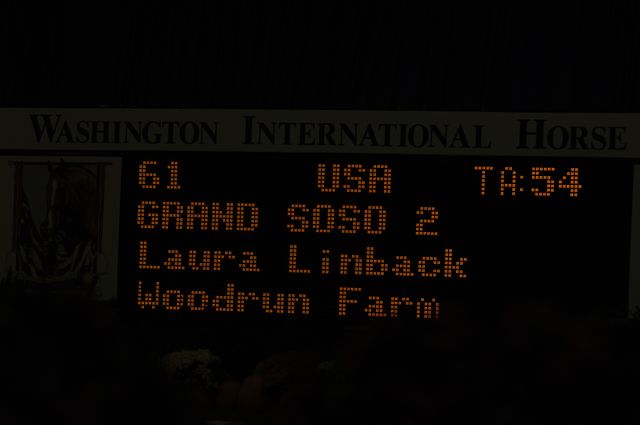 WASHINGTON INTERNATIONAL HORSE
61 USA TA:54
GRAND SOSO 2
Laura Linback
Woodrun Farm